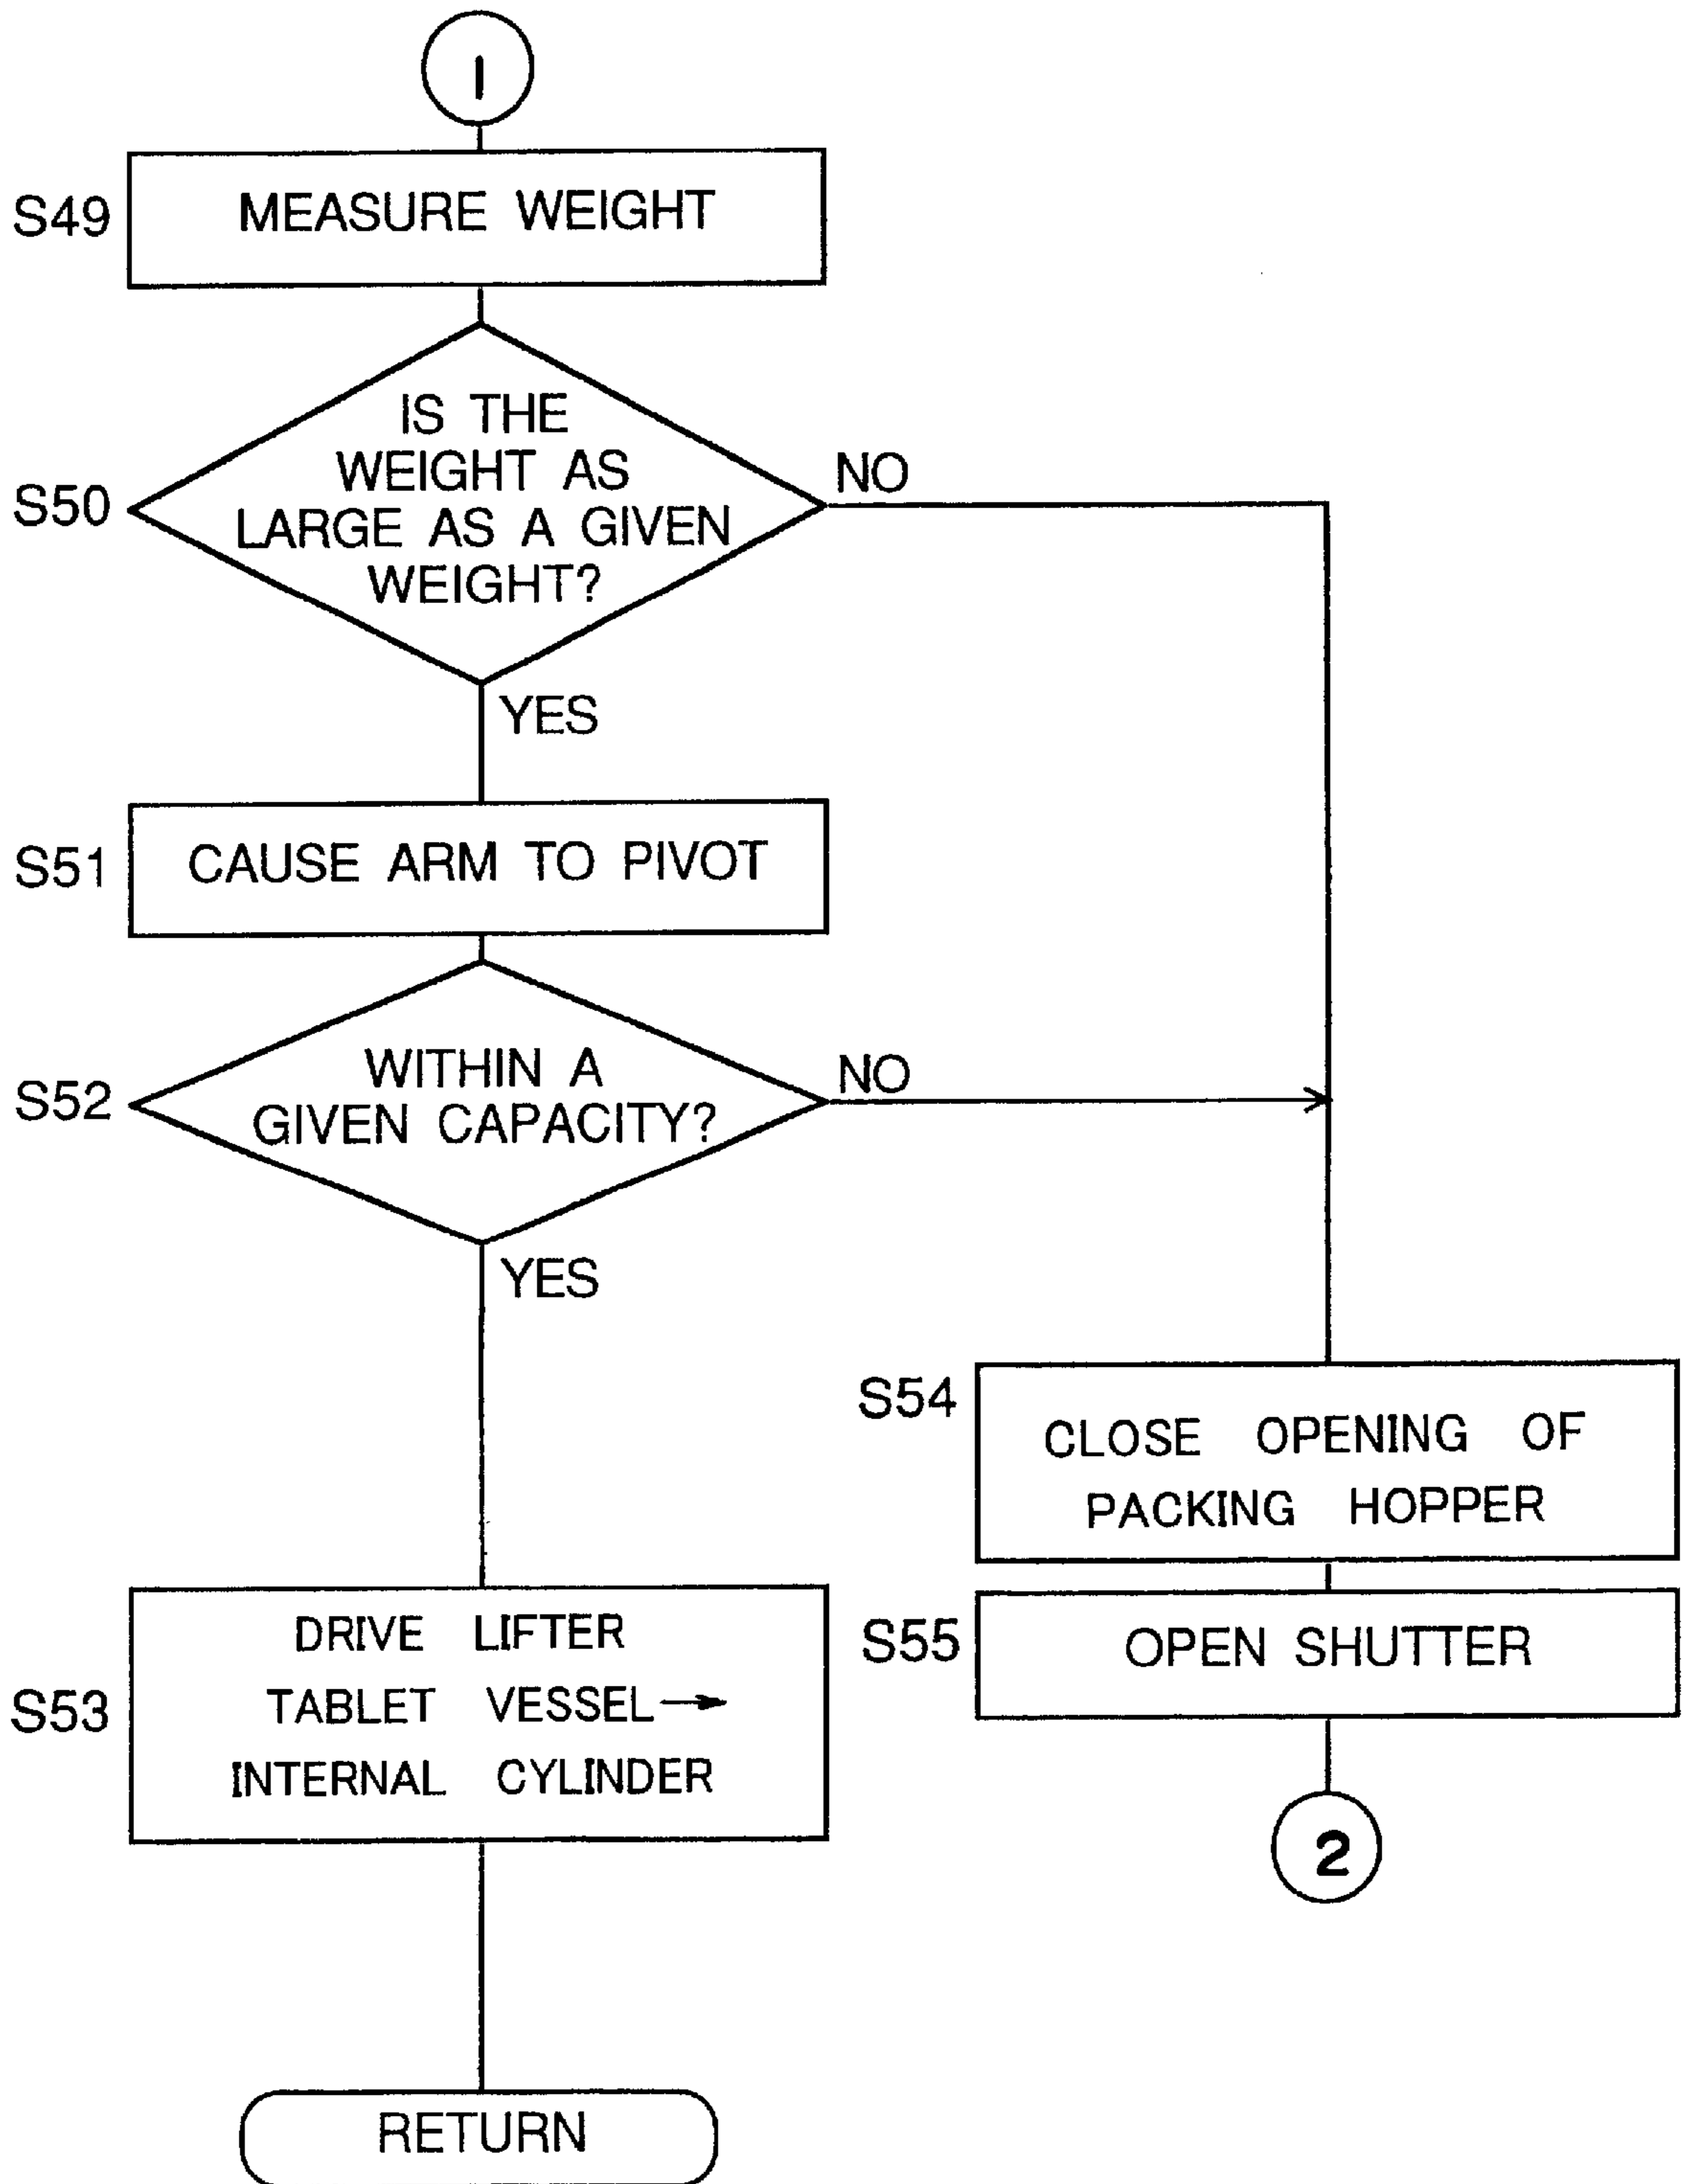 1
S49
MEASURE WEIGHT
S50
IS THE
WEIGHT AS
LARGE AS A GIVEN
WEIGHT?
NO
YES
S51
CAUSE ARM TO PIVOT
S52
WITHIN A
GIVEN CAPACITY?
NO
YES
S54
CLOSE OPENING OF
PACKING HOPPER
S53
DRIVE LIFTER
TABLET VESSEL→
INTERNAL CYLINDER
S55
OPEN SHUTTER
2
RETURN